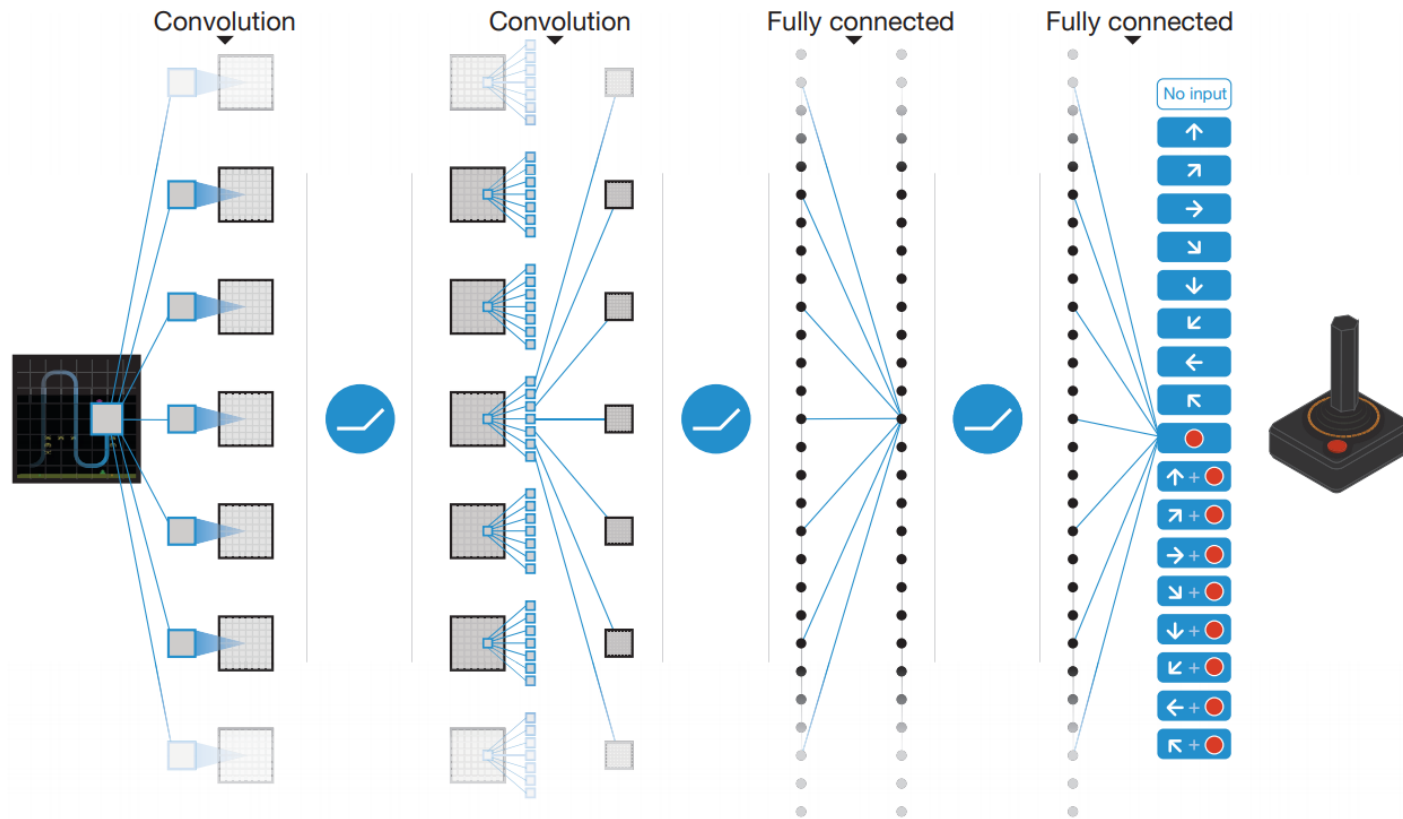 Convolution
Convolution
Fully connected
Fully connected
No input
+
+
+
+
+
+
+
+